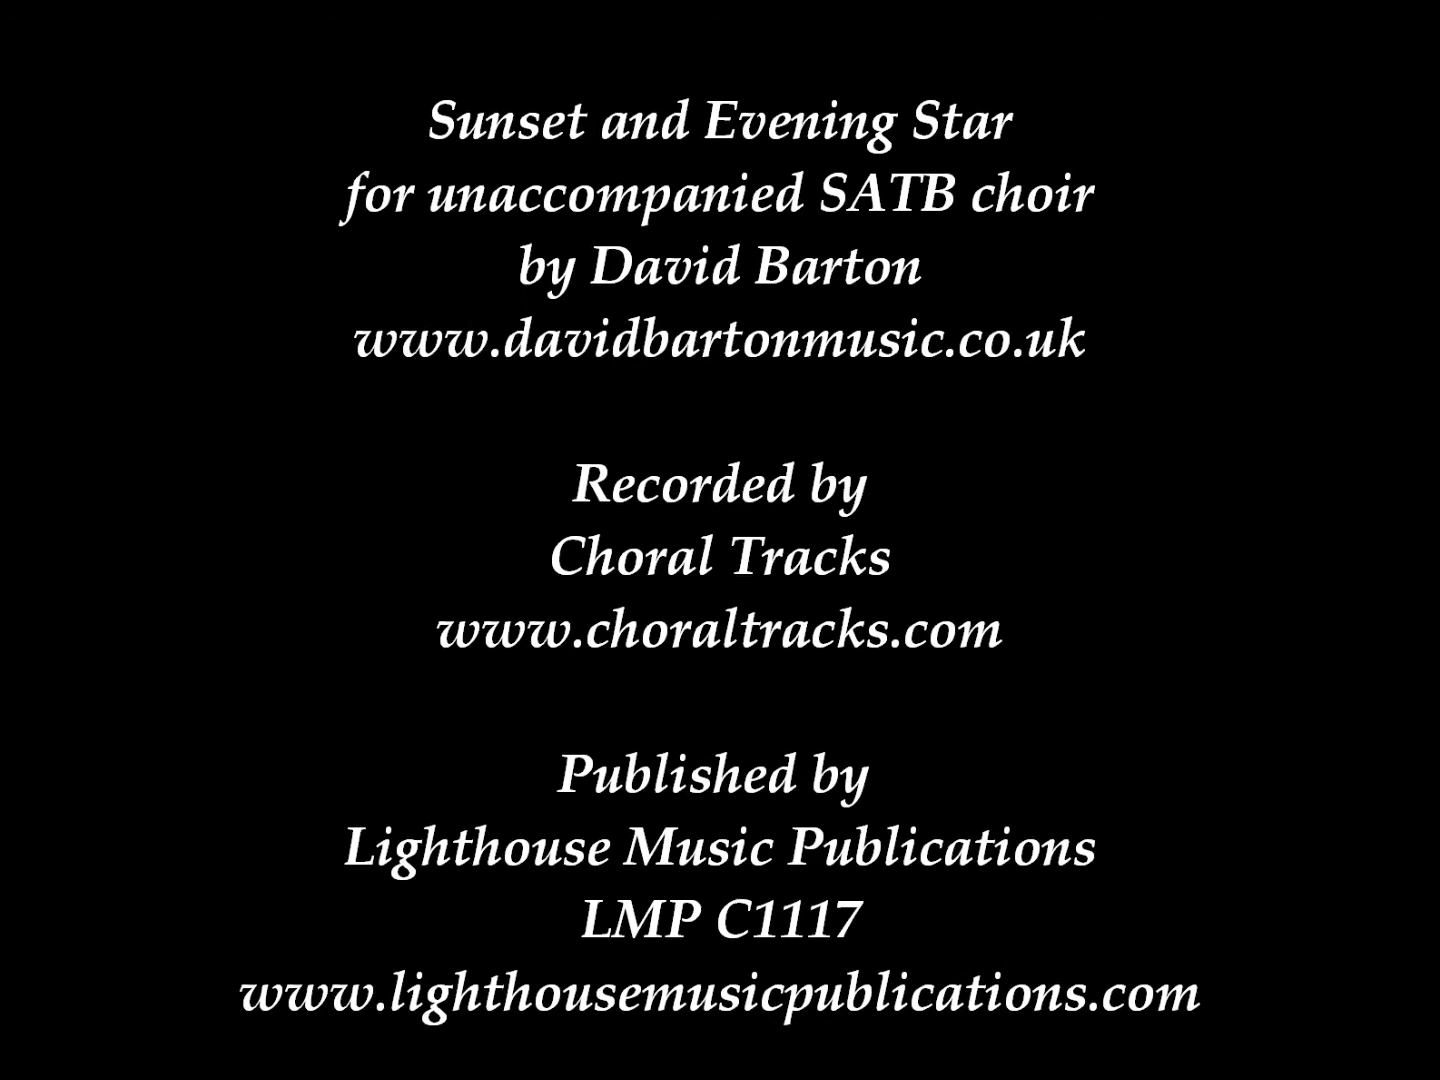 Sunset and Evening Star
for unaccompanied SATB choir
by David Barton
www.davidbartonmusic.co.uk
Recorded by
Choral Tracks
www.choraltracks.com
Published by
Lighthouse Music Publications
LMP C1117
www.lighthousemusicpublications.com